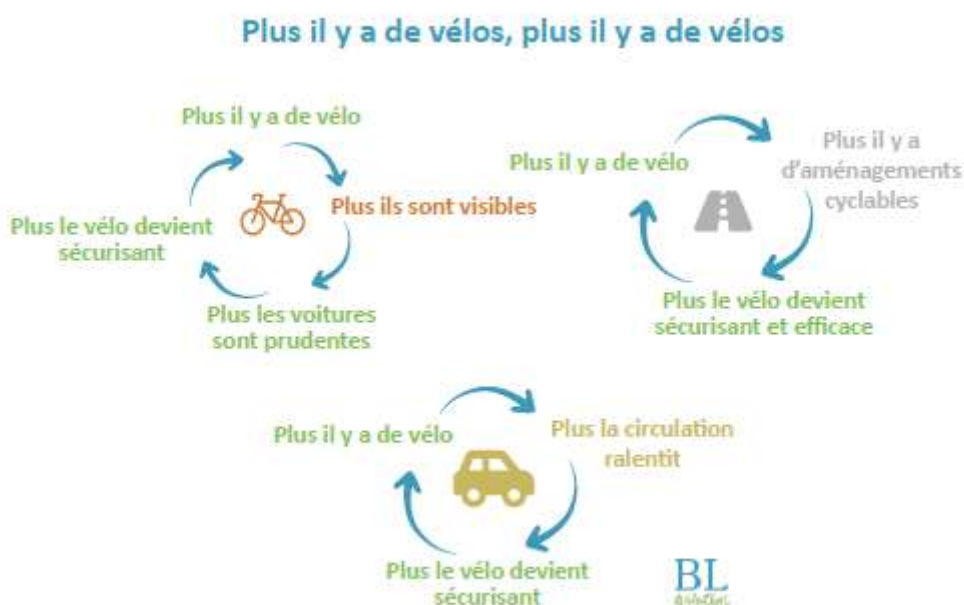 Plus il y a de vélos, plus il y a de vélos
Plus il y a de vélo
Plus ils sont visibles
Plus les voitures
sont prudentes
Plus le vélo devient
sécurisant
Plus il y a de vélo
Plus il y a
d'aménagements
cyclables
Plus le vélo devient
sécurisant et efficace
Plus il y a de vélo
Plus la circulation
ralentit
Plus le vélo devient
sécurisant
BL